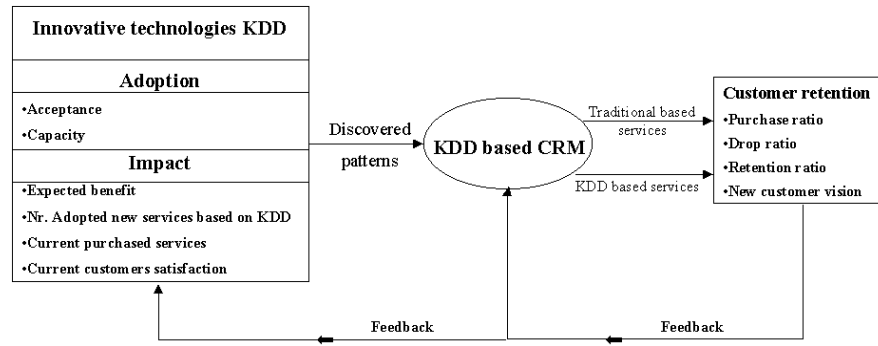 Innovative technologies KDD
Adoption
•Acceptance
•Capacity
Impact
•Expected benefit
•Nr. Adopted new services based on KDD
•Current purchased services
•Current customers satisfaction
Discovered
patterns
KDD based CRM
Traditional based
services
KDD based services
Customer retention
•Purchase ratio
•Drop ratio
•Retention ratio
•New customer vision
Feedback
Feedback